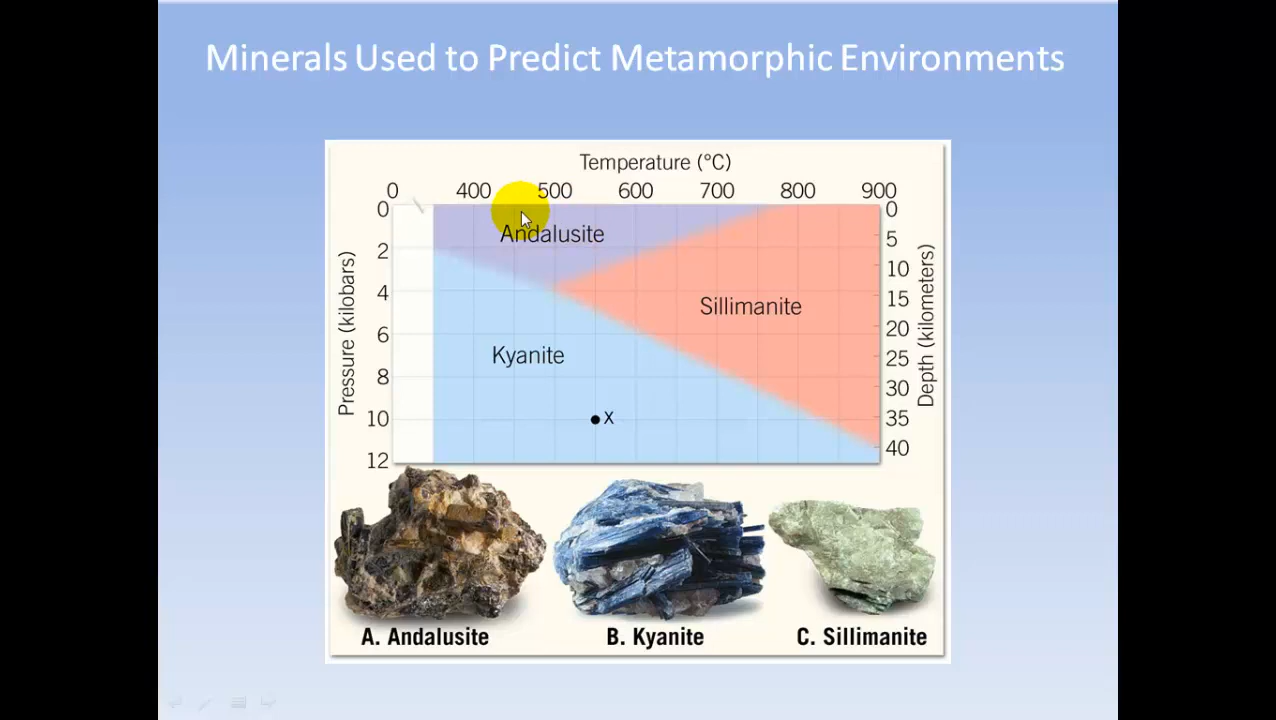 Minerals Used to Predict Metamorphic Environments
Temperature (°C)
0 400 500 600 700 800 900
Pressure (kilobars)
0
2
4
6
8
10
12
Andalusite
Sillimanite
Kyanite
X
0
5
10
15
20
25
30
35
40
Depth (kilometers)
A. Andalusite
B. Kyanite
C. Sillimanite